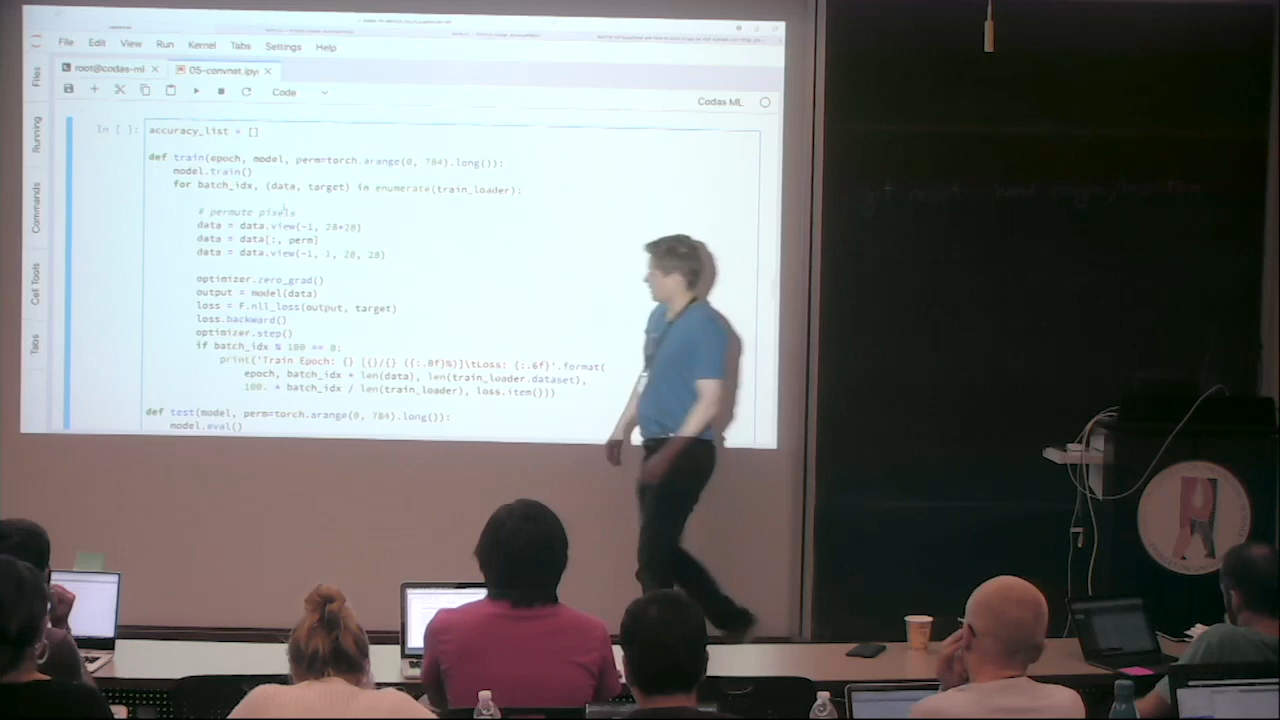 File Edit View Run Kernel Tabs Settings Help
root@codas-ml × 05-convnet.ipyn ×
Code
Codas ML
Files
Running
Commands
Cell Tools
Tabs
In [ ]:
accuracy_list = []
def train(epoch, model, perm=torch.arange(0, 784).long()):
model.train()
for batch_idx, (data, target) in enumerate(train_loader):
# permute pixels
data = data.view(-1, 28*28)
data = data[:, perm]
data = data.view(-1, 1, 28, 28)
optimizer.zero_grad()
output = model(data)
loss = F.nll_loss(output, target)
loss.backward()
optimizer.step()
if batch_idx % 100 == 0:
print('Train Epoch: {} [{}/{} ({:.0f}%)]\tLoss: {:.6f}'.format(
epoch, batch_idx * len(data), len(train_loader.dataset),
100. * batch_idx / len(train_loader), loss.item()))
def test(model, perm=torch.arange(0, 784).long()):
model.eval()